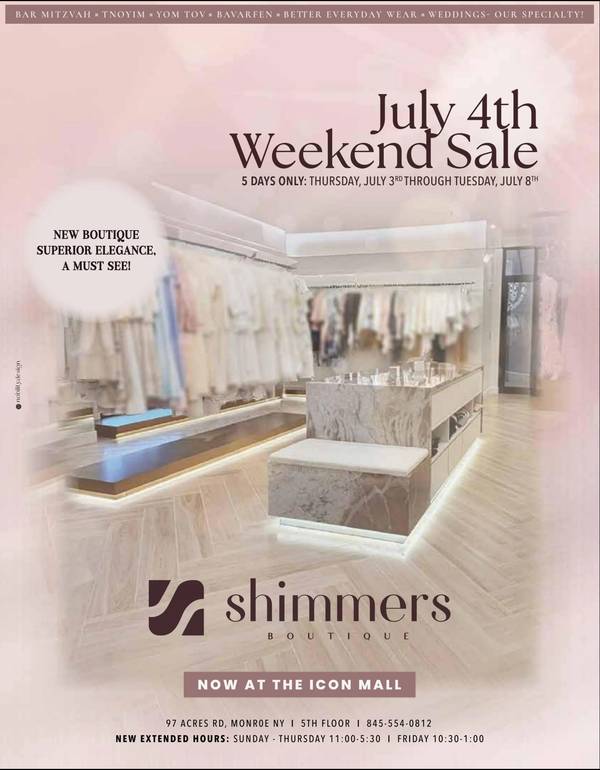 BAR MITZVAH • TNOYIM • YOM TOV • BAVARFEN • BETTER EVERYDAY WEAR • WEDDINGS- OUR SPECIALTY!
July 4th
Weekend Sale
5 DAYS ONLY: THURSDAY, JULY 3RD THROUGH TUESDAY, JULY 8TH
NEW BOUTIQUE
SUPERIOR ELEGANCE,
A MUST SEE!
nobilitydesign
shimmers
BOUTIQUE
NOW AT THE ICON MALL
97 ACRES RD, MONROE NY | 5TH FLOOR | 845-554-0812
NEW EXTENDED HOURS: SUNDAY - THURSDAY 11:00-5:30 | FRIDAY 10:30-1:00